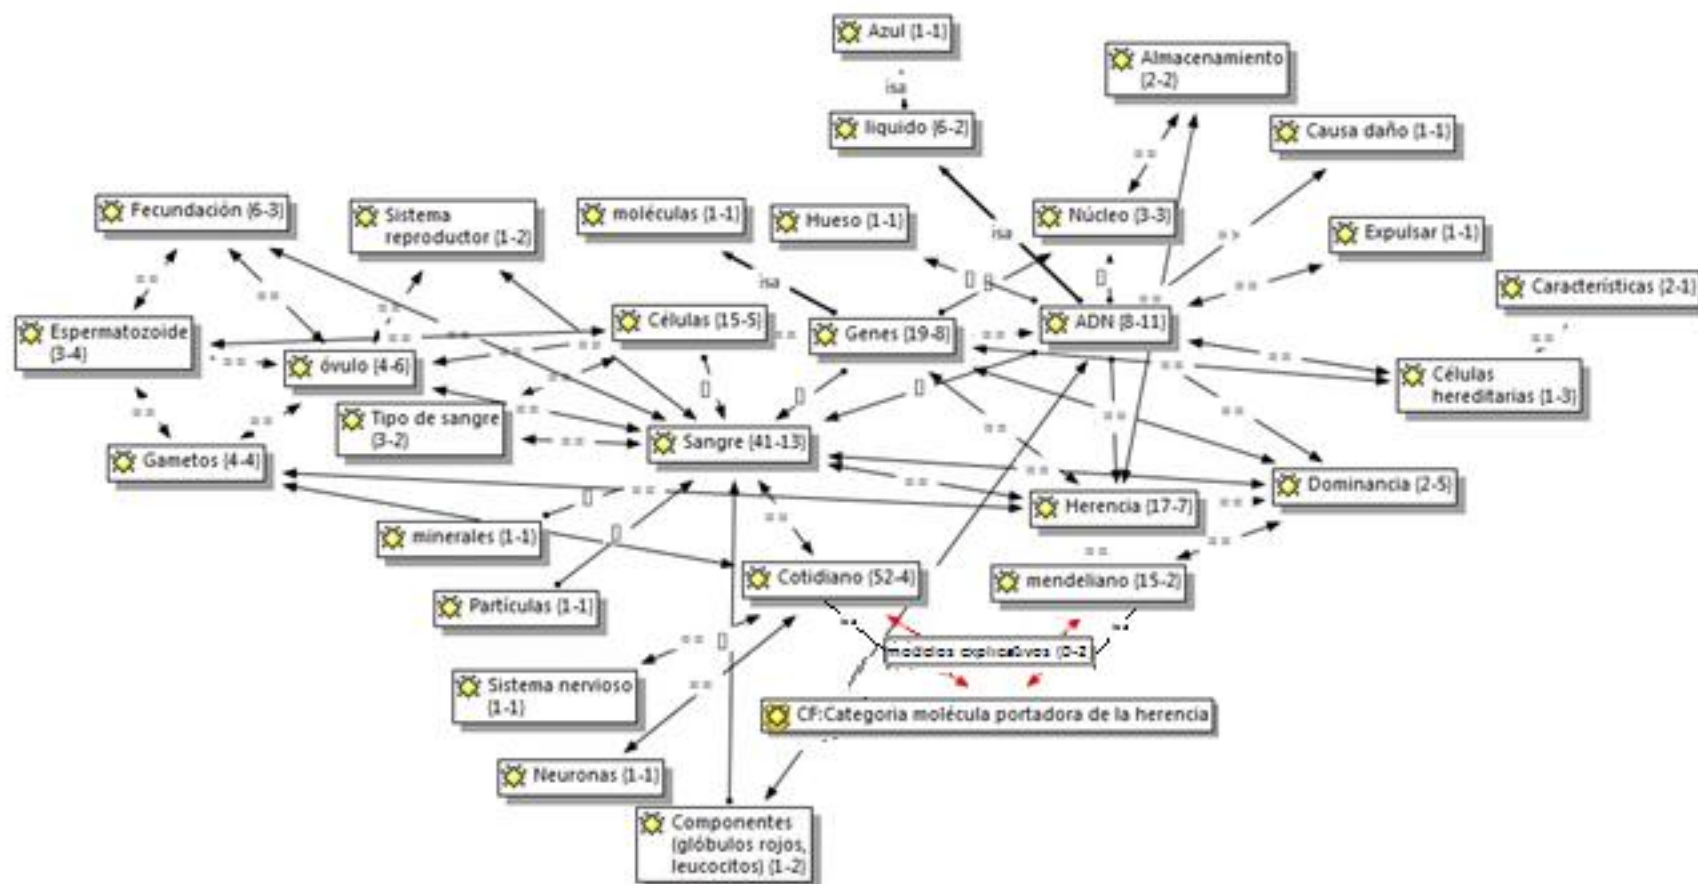 Azul {1-1}
Almacenamiento
{2-2}
isa
liquido {6-2}
Causa daño {1-1}
==
Fecundación {6-3}
Sistema
reproductor {1-2}
moléculas {1-1}
Hueso {1-1}
Núcleo {3-3}
Expulsar {1-1}
isa
=>
==
==
isa
[]
[]
==
Características {2-1}
==
==
Espermatozoide
{3-4}
Células {15-5}
Genes {19-8}
ADN {8-11}
==
==
==
==
óvulo {4-6}
==
==
Células
hereditarias {1-3}
==
[]
[]
[]
Tipo de sangre
{3-2}
==
==
==
==
==
Sangre {41-13}
Gametos {4-4}
==
==
==
Dominancia {2-5}
[]
==
==
Herencia {17-7}
==
minerales {1-1}
[]
==
==
==
Cotidiano {52-4}
mendeliano {15-2}
Partículas {1-1}
==
[]
modelos explicativos {0-2
Sistema nervioso
{1-1}
==
CF:Categoria molécula portadora de la herencia
Neuronas {1-1}
Componentes
(glóbulos rojos,
leucocitos) {1-2}